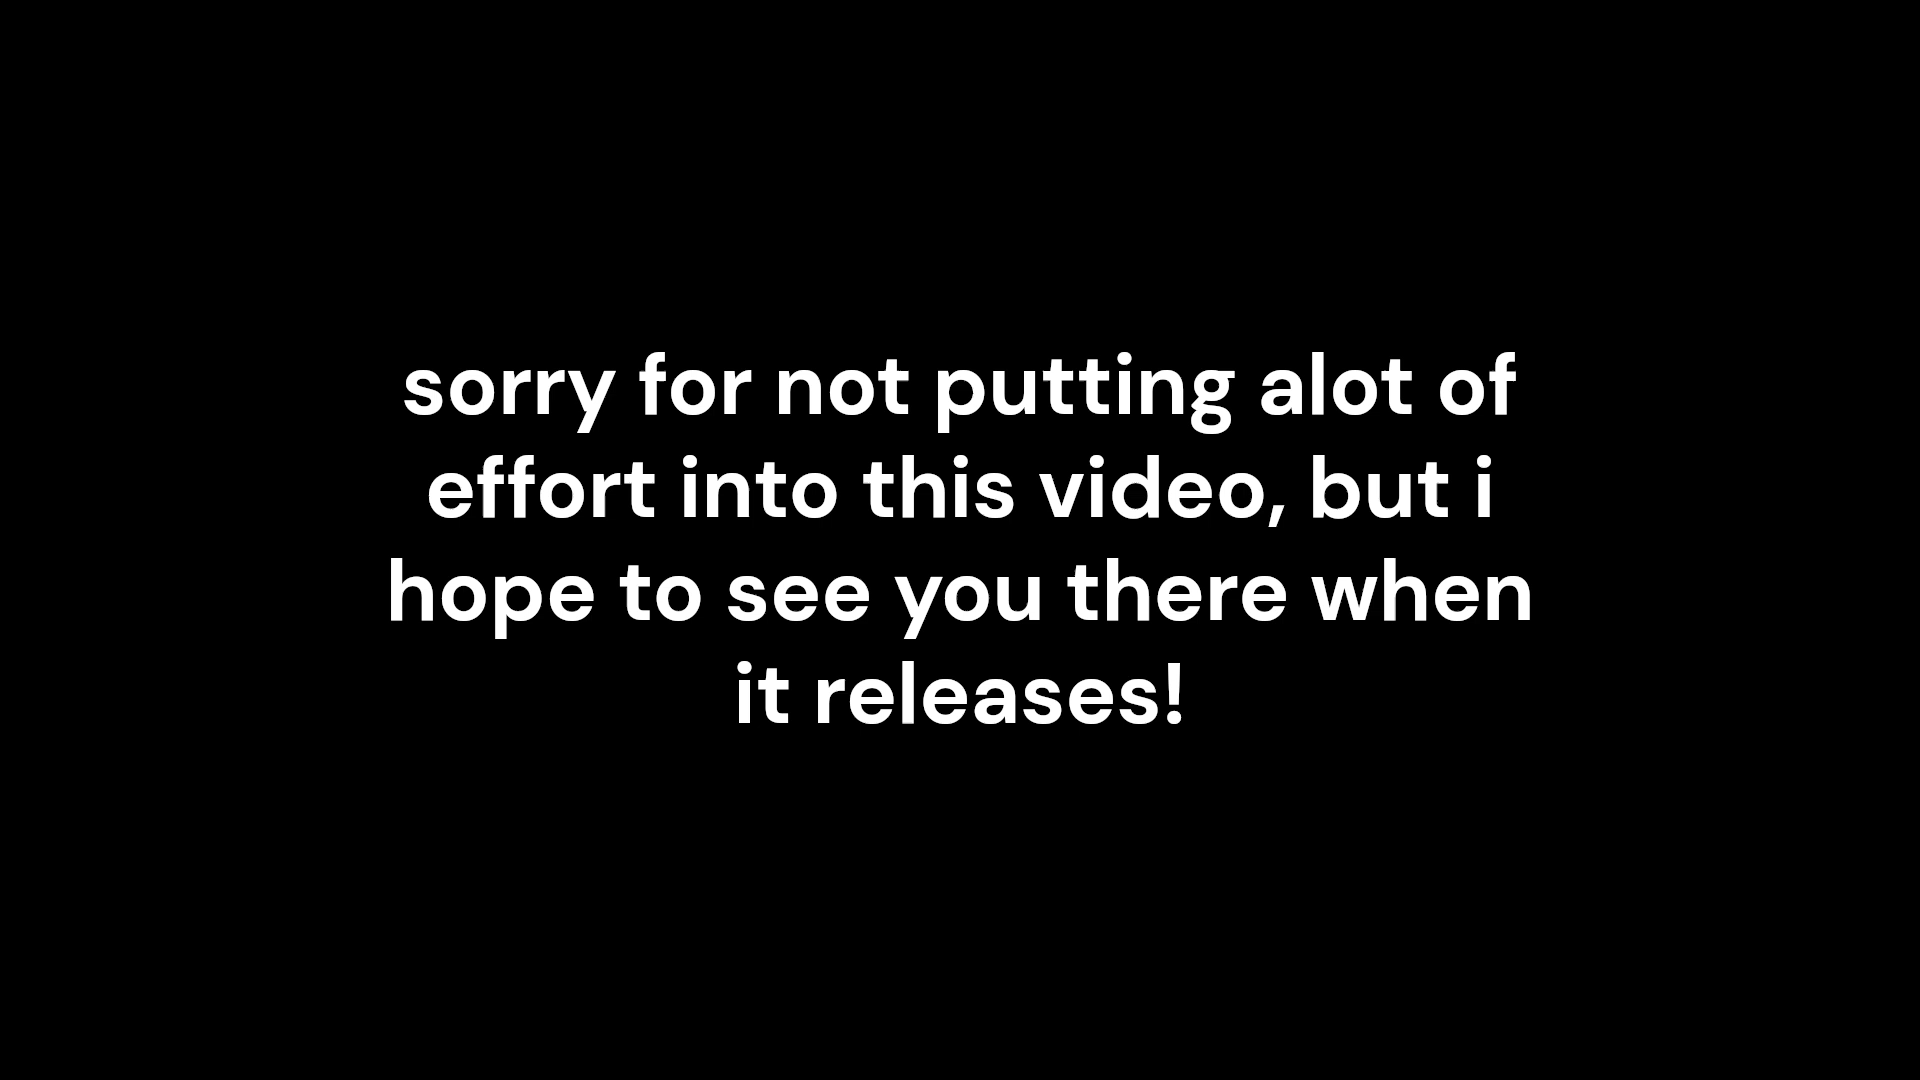 sorry for not putting alot of
effort into this video, but i
hope to see you there when
it releases!